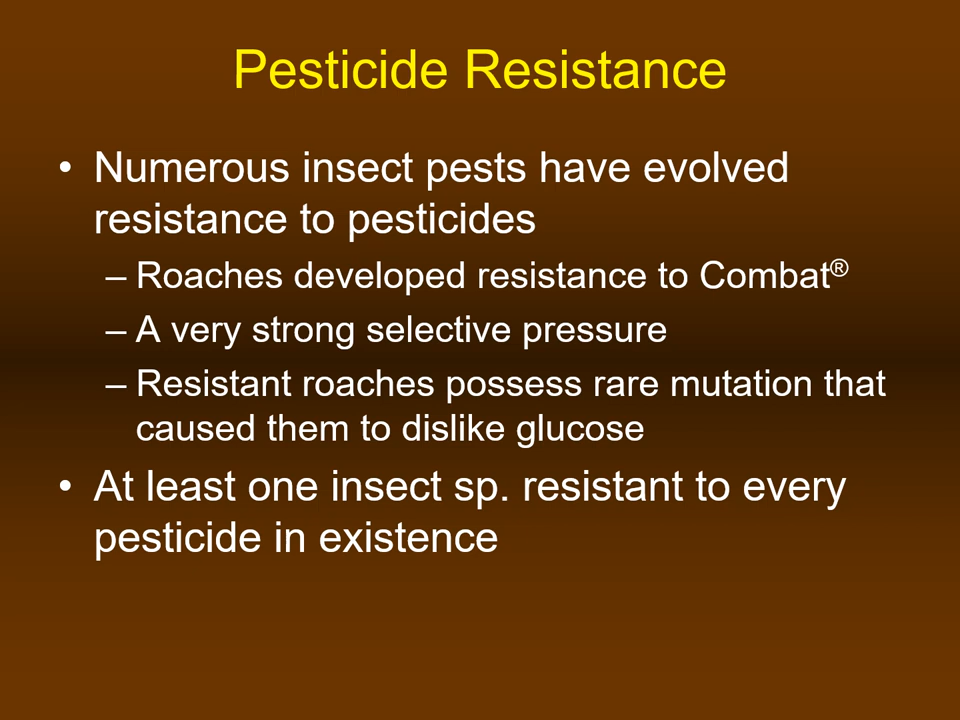 Pesticide Resistance
• Numerous insect pests have evolved
resistance to pesticides
– Roaches developed resistance to Combat®
– A very strong selective pressure
– Resistant roaches possess rare mutation that
caused them to dislike glucose
• At least one insect sp. resistant to every
pesticide in existence